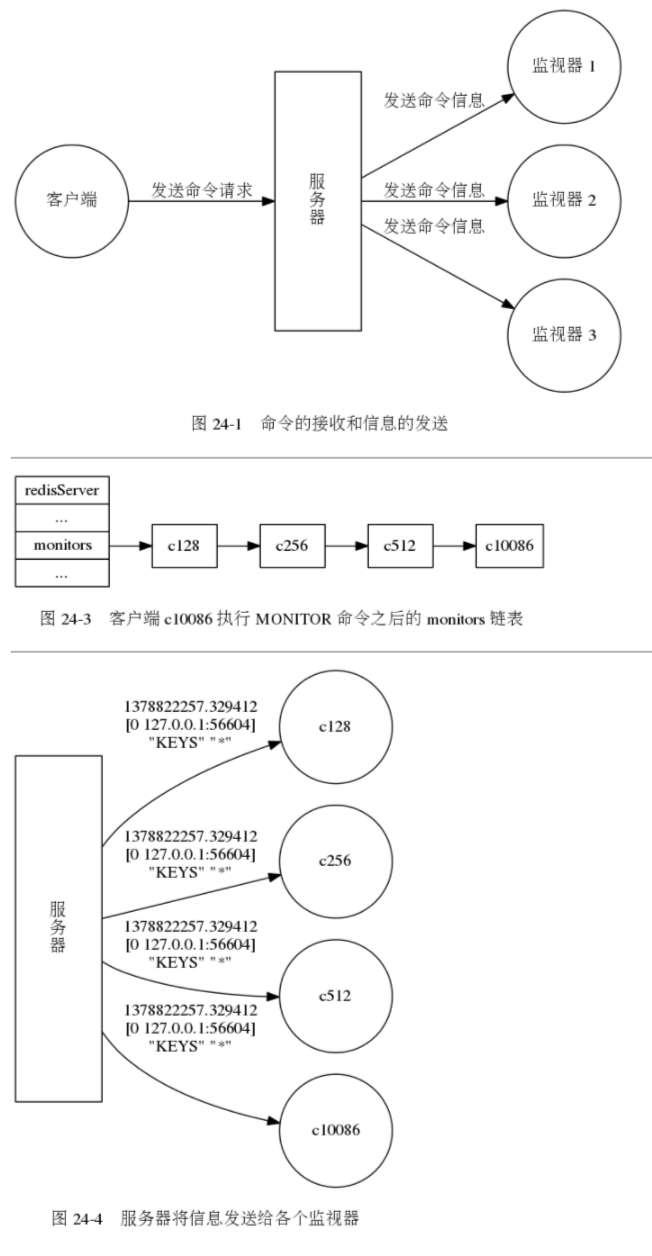 监视器 1
发送命令信息
客户端
发送命令请求
服务器
发送命令信息
监视器 2
发送命令信息
监视器 3
图 24-1 命令的接收和信息的发送
redisServer
...
monitors
c128
c256
c512
c10086
...
图 24-3 客户端 c10086 执行 MONITOR 命令之后的 monitors 链表
1378822257.329412
[0 127.0.0.1:56604]
"KEYS" "*"
c128
1378822257.329412
[0 127.0.0.1:56604]
"KEYS" "*"
c256
服务器
1378822257.329412
[0 127.0.0.1:56604]
"KEYS" "*"
c512
1378822257.329412
[0 127.0.0.1:56604]
"KEYS" "*"
c10086
图 24-4 服务器将信息发送给各个监视器